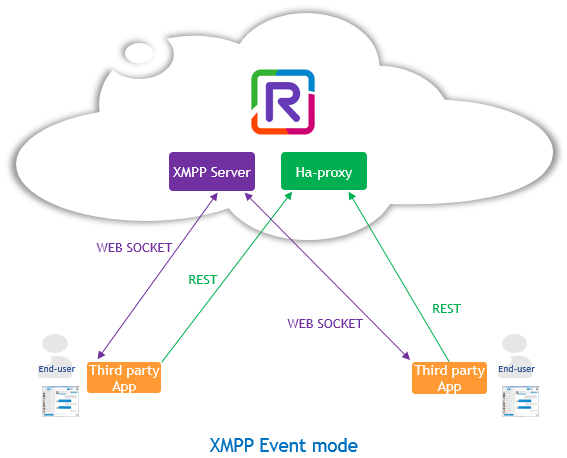 R
XMPP Server
Ha-proxy
WEB SOCKET
REST
WEB SOCKET
REST
End-user
Third party
App
Third party
App
End-user
XMPP Event mode